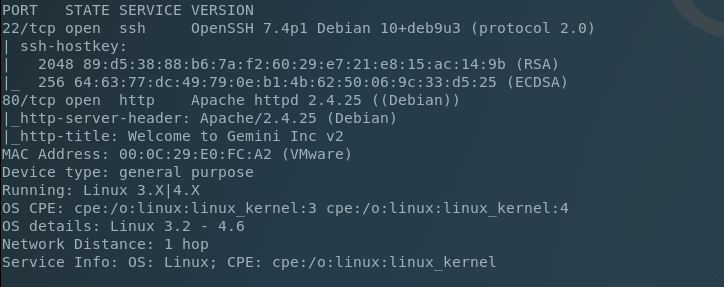 PORT   STATE SERVICE VERSION
22/tcp open  ssh     OpenSSH 7.4p1 Debian 10+deb9u3 (protocol 2.0)
| ssh-hostkey:
|   2048 89:d5:38:88:b6:7a:f2:60:29:e7:21:e8:15:ac:14:9b (RSA)
|_  256 64:63:77:dc:49:79:0e:b1:4b:62:50:06:9c:33:d5:25 (ECDSA)
80/tcp open  http    Apache httpd 2.4.25 ((Debian))
|_http-server-header: Apache/2.4.25 (Debian)
|_http-title: Welcome to Gemini Inc v2
MAC Address: 00:0C:29:E0:FC:A2 (VMware)
Device type: general purpose
Running: Linux 3.X|4.X
OS CPE: cpe:/o:linux:linux_kernel:3 cpe:/o:linux:linux_kernel:4
OS details: Linux 3.2 - 4.6
Network Distance: 1 hop
Service Info: OS: Linux; CPE: cpe:/o:linux:linux_kernel